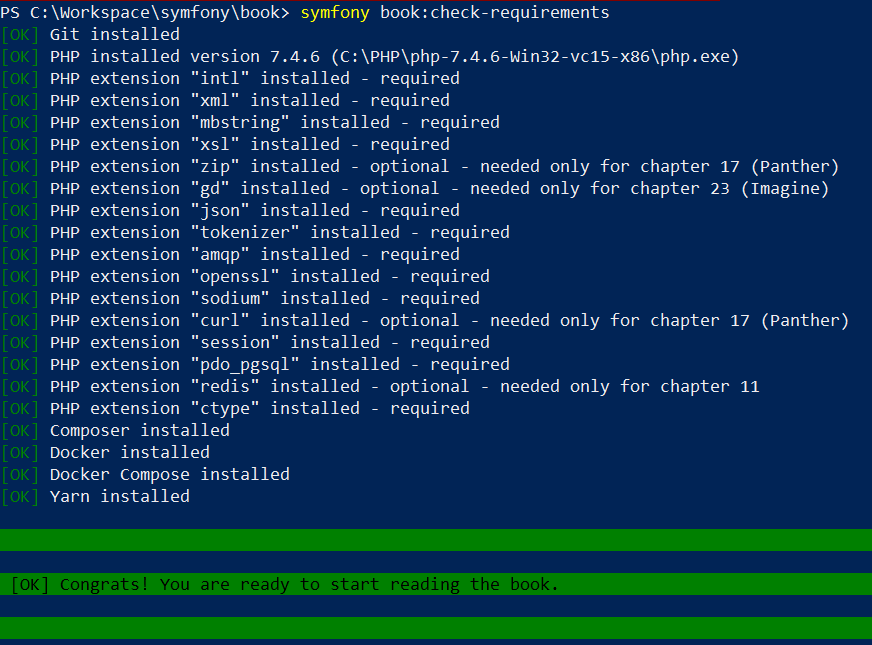 PS C:\Workspace\symfony\book> symfony book:check-requirements
[OK] Git installed
[OK] PHP installed version 7.4.6 (C:\PHP\php-7.4.6-Win32-vc15-x86\php.exe)
[OK] PHP extension "intl" installed - required
[OK] PHP extension "xml" installed - required
[OK] PHP extension "mbstring" installed - required
[OK] PHP extension "xsl" installed - required
[OK] PHP extension "zip" installed - optional - needed only for chapter 17 (Panther)
[OK] PHP extension "gd" installed - optional - needed only for chapter 23 (Imagine)
[OK] PHP extension "json" installed - required
[OK] PHP extension "tokenizer" installed - required
[OK] PHP extension "amqp" installed - required
[OK] PHP extension "openssl" installed - required
[OK] PHP extension "sodium" installed - required
[OK] PHP extension "curl" installed - optional - needed only for chapter 17 (Panther)
[OK] PHP extension "session" installed - required
[OK] PHP extension "pdo_pgsql" installed - required
[OK] PHP extension "redis" installed - optional - needed only for chapter 11
[OK] PHP extension "ctype" installed - required
[OK] Composer installed
[OK] Docker installed
[OK] Docker Compose installed
[OK] Yarn installed
[OK] Congrats! You are ready to start reading the book.